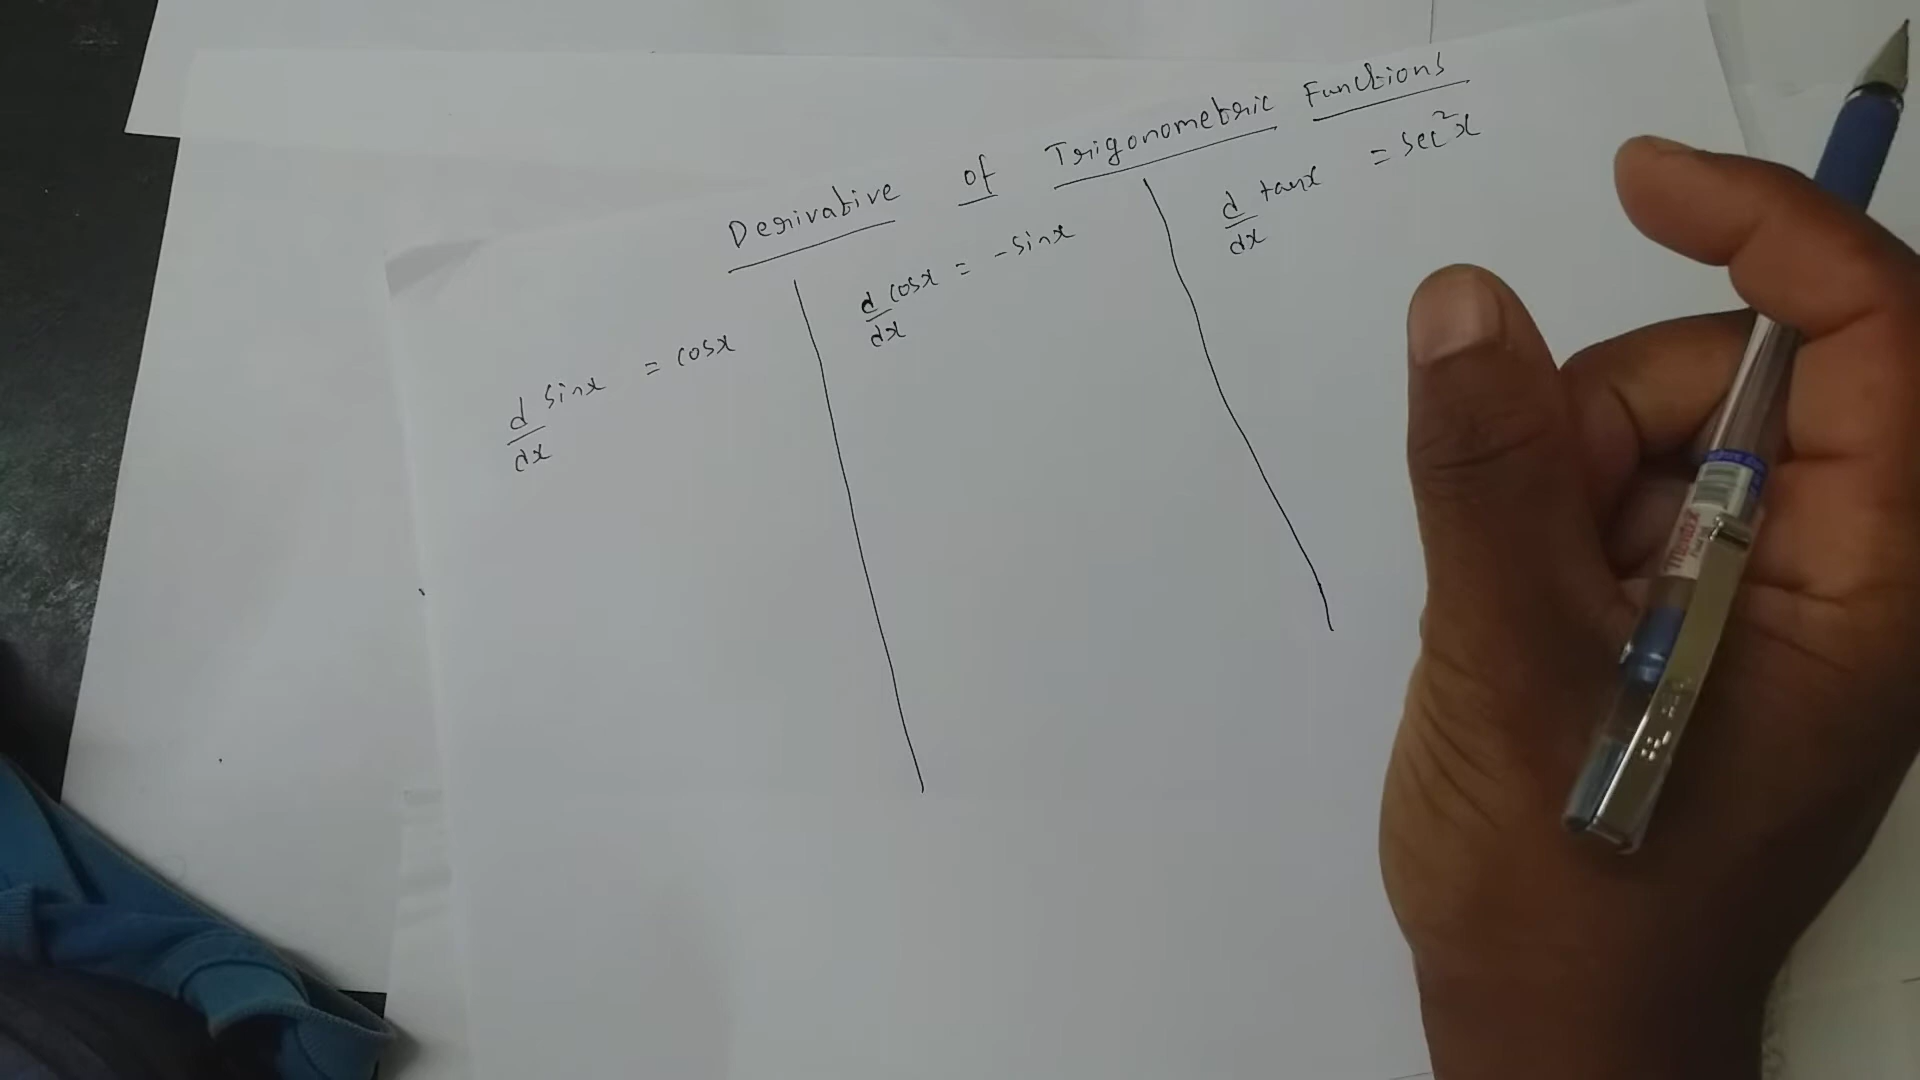 Derivative of Trigonometric Functions
d/dx sinx = cosx
d/dx cosx = -sinx
d/dx tanx = sec²x